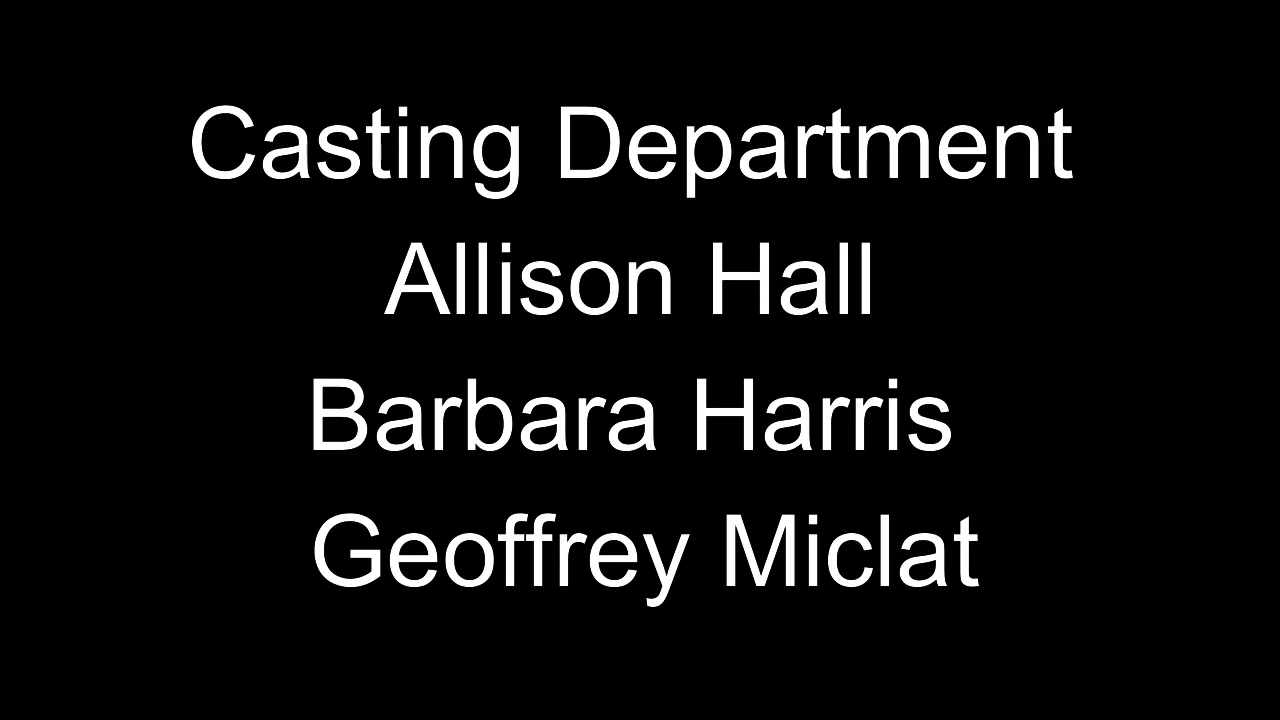 Casting Department
Allison Hall
Barbara Harris
Geoffrey Miclat